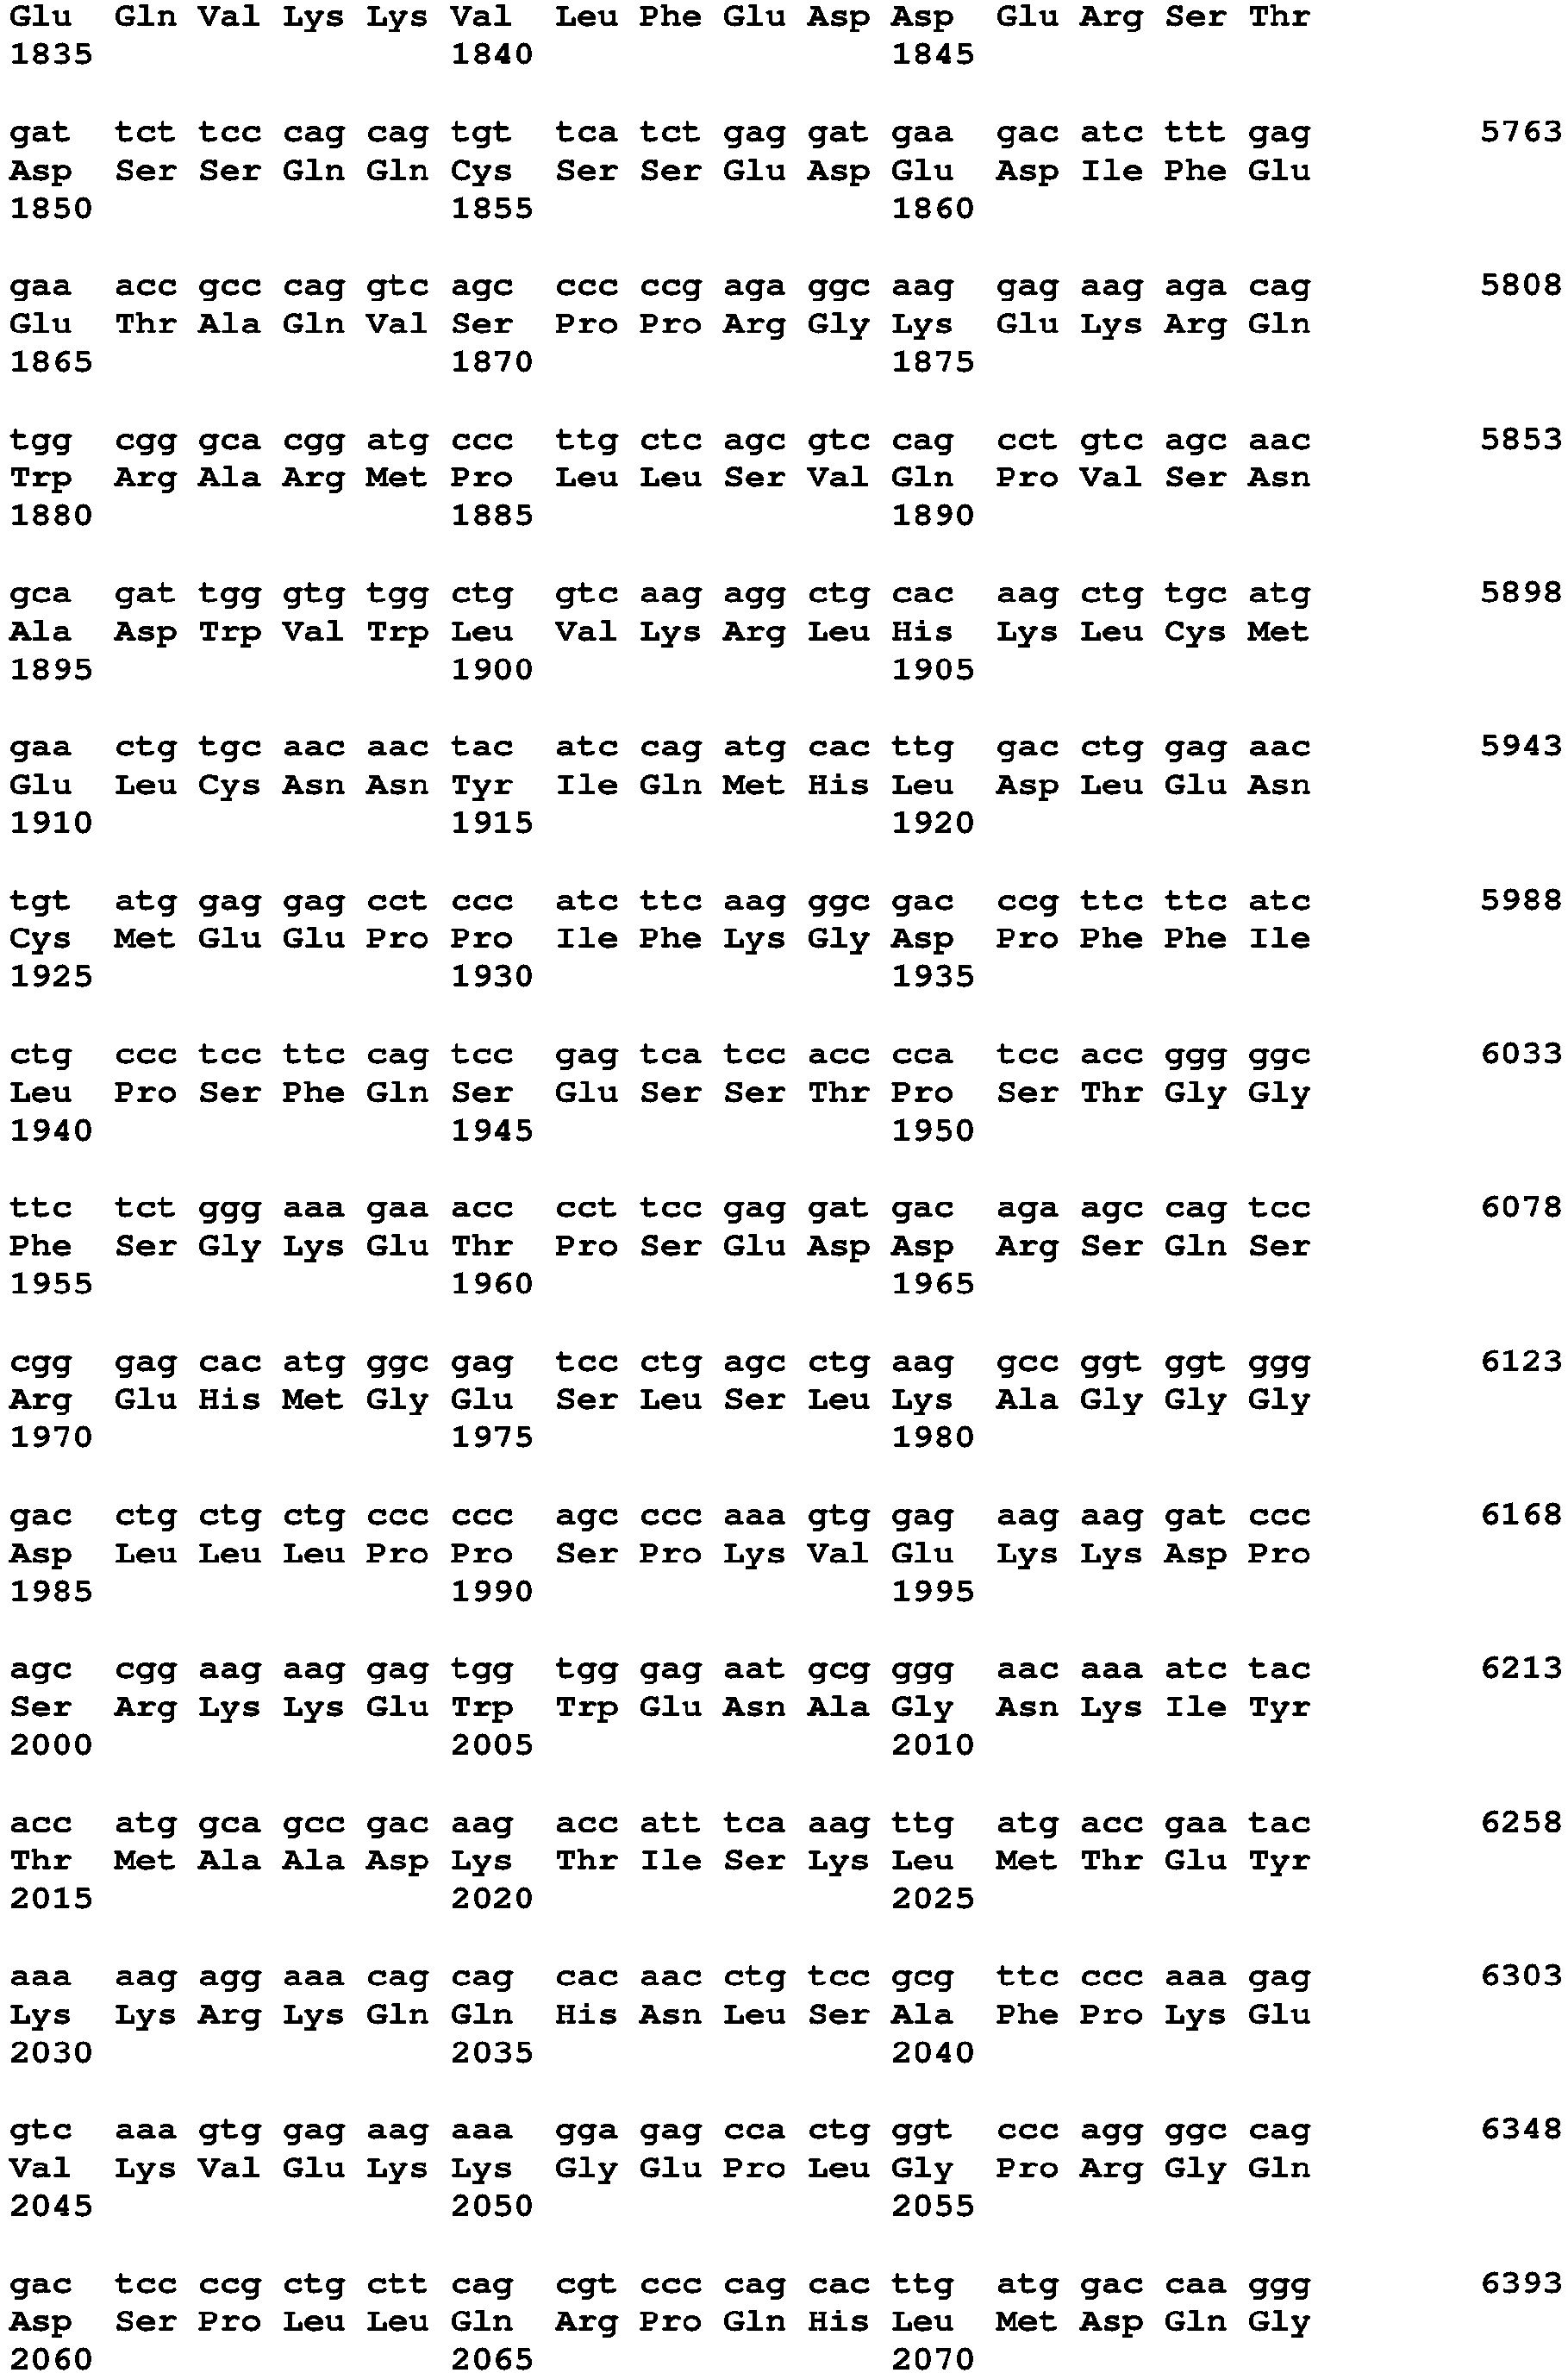 Glu Gln Val Lys Lys Val Leu Phe Glu Asp Asp Glu Arg Ser Thr
1835 1840 1845
gat tct tcc cag cag tgt tca tct gag gat gaa gac atc ttt gag 5763
Asp Ser Ser Gln Gln Cys Ser Ser Glu Asp Glu Asp Ile Phe Glu
1850 1855 1860
gaa acc gcc cag gtc agc ccc ccg aga ggc aag gag aag aga cag 5808
Glu Thr Ala Gln Val Ser Pro Pro Arg Gly Lys Glu Lys Arg Gln
1865 1870 1875
tgg cgg gca cgg atg ccc ttg ctc agc gtc cag cct gtc agc aac 5853
Trp Arg Ala Arg Met Pro Leu Leu Ser Val Gln Pro Val Ser Asn
1880 1885 1890
gca gat tgg gtg tgg ctg gtc aag agg ctg cac aag ctg tgc atg 5898
Ala Asp Trp Val Trp Leu Val Lys Arg Leu His Lys Leu Cys Met
1895 1900 1905
gaa ctg tgc aac aac tac atc cag atg cac ttg gac ctg gag aac 5943
Glu Leu Cys Asn Asn Tyr Ile Gln Met His Leu Asp Leu Glu Asn
1910 1915 1920
tgt atg gag gag cct ccc atc ttc aag ggc gac ccg ttc ttc atc 5988
Cys Met Glu Glu Pro Pro Ile Phe Lys Gly Asp Pro Phe Phe Ile
1925 1930 1935
ctg ccc tcc ttc cag tcc gag tca tcc acc cca tcc acc ggg ggc 6033
Leu Pro Ser Phe Gln Ser Glu Ser Ser Thr Pro Ser Thr Gly Gly
1940 1945 1950
ttc tct ggg aaa gaa acc cct tcc gag gat gac aga agc cag tcc 6078
Phe Ser Gly Lys Glu Thr Pro Ser Glu Asp Asp Arg Ser Gln Ser
1955 1960 1965
cgg gag cac atg ggc gag tcc ctg agc ctg aag gcc ggt ggt ggg 6123
Arg Glu His Met Gly Glu Ser Leu Ser Leu Lys Ala Gly Gly Gly
1970 1975 1980
gac ctg ctg ctg ccc ccc agc ccc aaa gtg gag aag aag gat ccc 6168
Asp Leu Leu Leu Pro Pro Ser Pro Lys Val Glu Lys Lys Asp Pro
1985 1990 1995
agc cgg aag aag gag tgg tgg gag aat gcg ggg aac aaa atc tac 6213
Ser Arg Lys Lys Glu Trp Trp Glu Asn Ala Gly Asn Lys Ile Tyr
2000 2005 2010
acc atg gca gcc gac aag acc att tca aag ttg atg acc gaa tac 6258
Thr Met Ala Ala Asp Lys Thr Ile Ser Lys Leu Met Thr Glu Tyr
2015 2020 2025
aaa aag agg aaa cag cag cac aac ctg tcc gcg ttc ccc aaa gag 6303
Lys Lys Arg Lys Gln Gln His Asn Leu Ser Ala Phe Pro Lys Glu
2030 2035 2040
gtc aaa gtg gag aag aaa gga gag cca ctg ggt ccc agg ggc cag 6348
Val Lys Val Glu Lys Lys Gly Glu Pro Leu Gly Pro Arg Gly Gln
2045 2050 2055
gac tcc ccg ctg ctt cag cgt ccc cag cac ttg atg gac caa ggg 6393
Asp Ser Pro Leu Leu Gln Arg Pro Gln His Leu Met Asp Gln Gly
2060 2065 2070